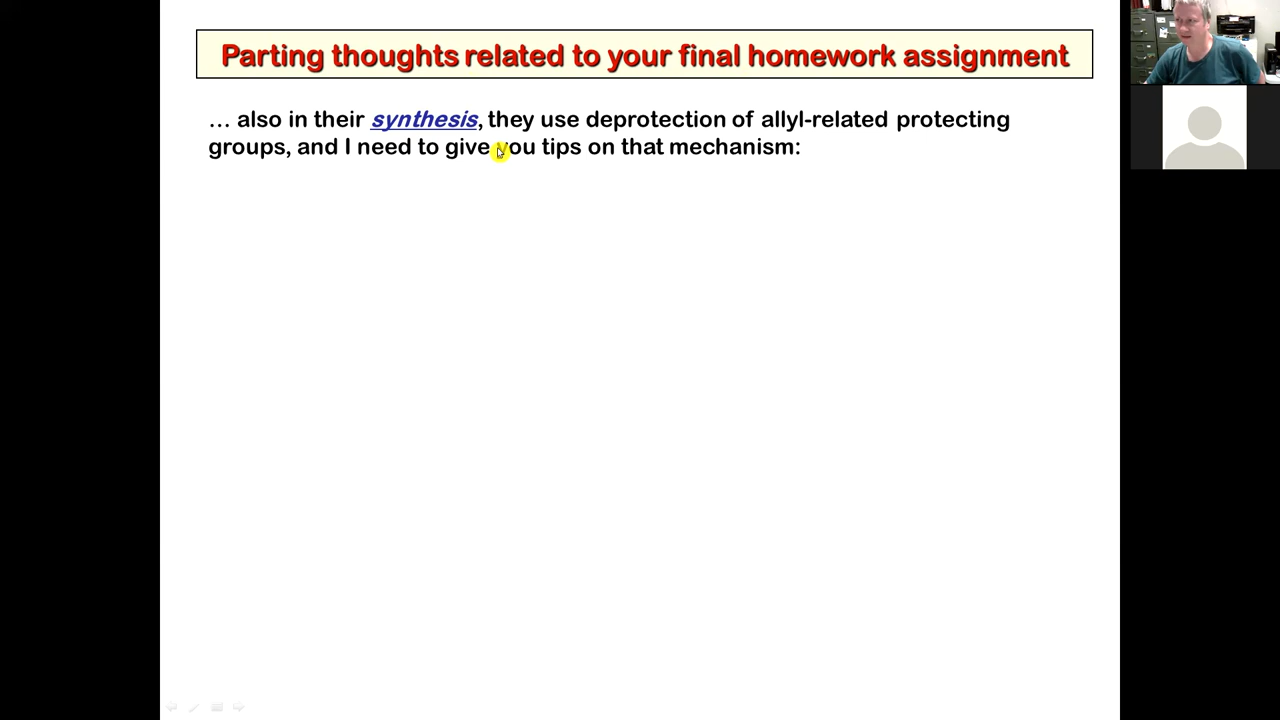 Parting thoughts related to your final homework assignment
... also in their synthesis, they use deprotection of allyl-related protecting
groups, and I need to give you tips on that mechanism: